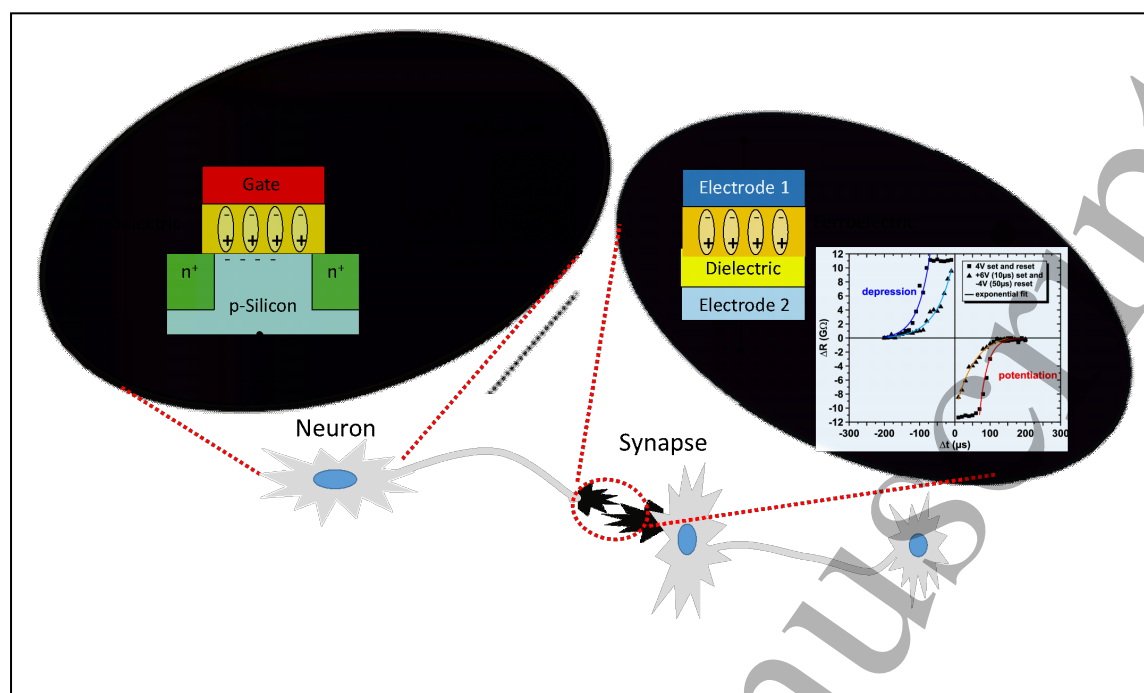 Gate
- - - -
+ + + +
- - - -
n⁺
n⁺
p-Silicon
Electrode 1
- - - -
+ + + +
Dielectric
Electrode 2
12
10
8
6
4
2
0
-2
-4
-6
-8
-10
-12
ΔR (GΩ)
4V set and reset
+6V (10µs) set and
-4V (50µs) reset
exponential fit
depression
potentiation
-300 -200 -100 0 100 200 300
Δt (µs)
Neuron
Synapse